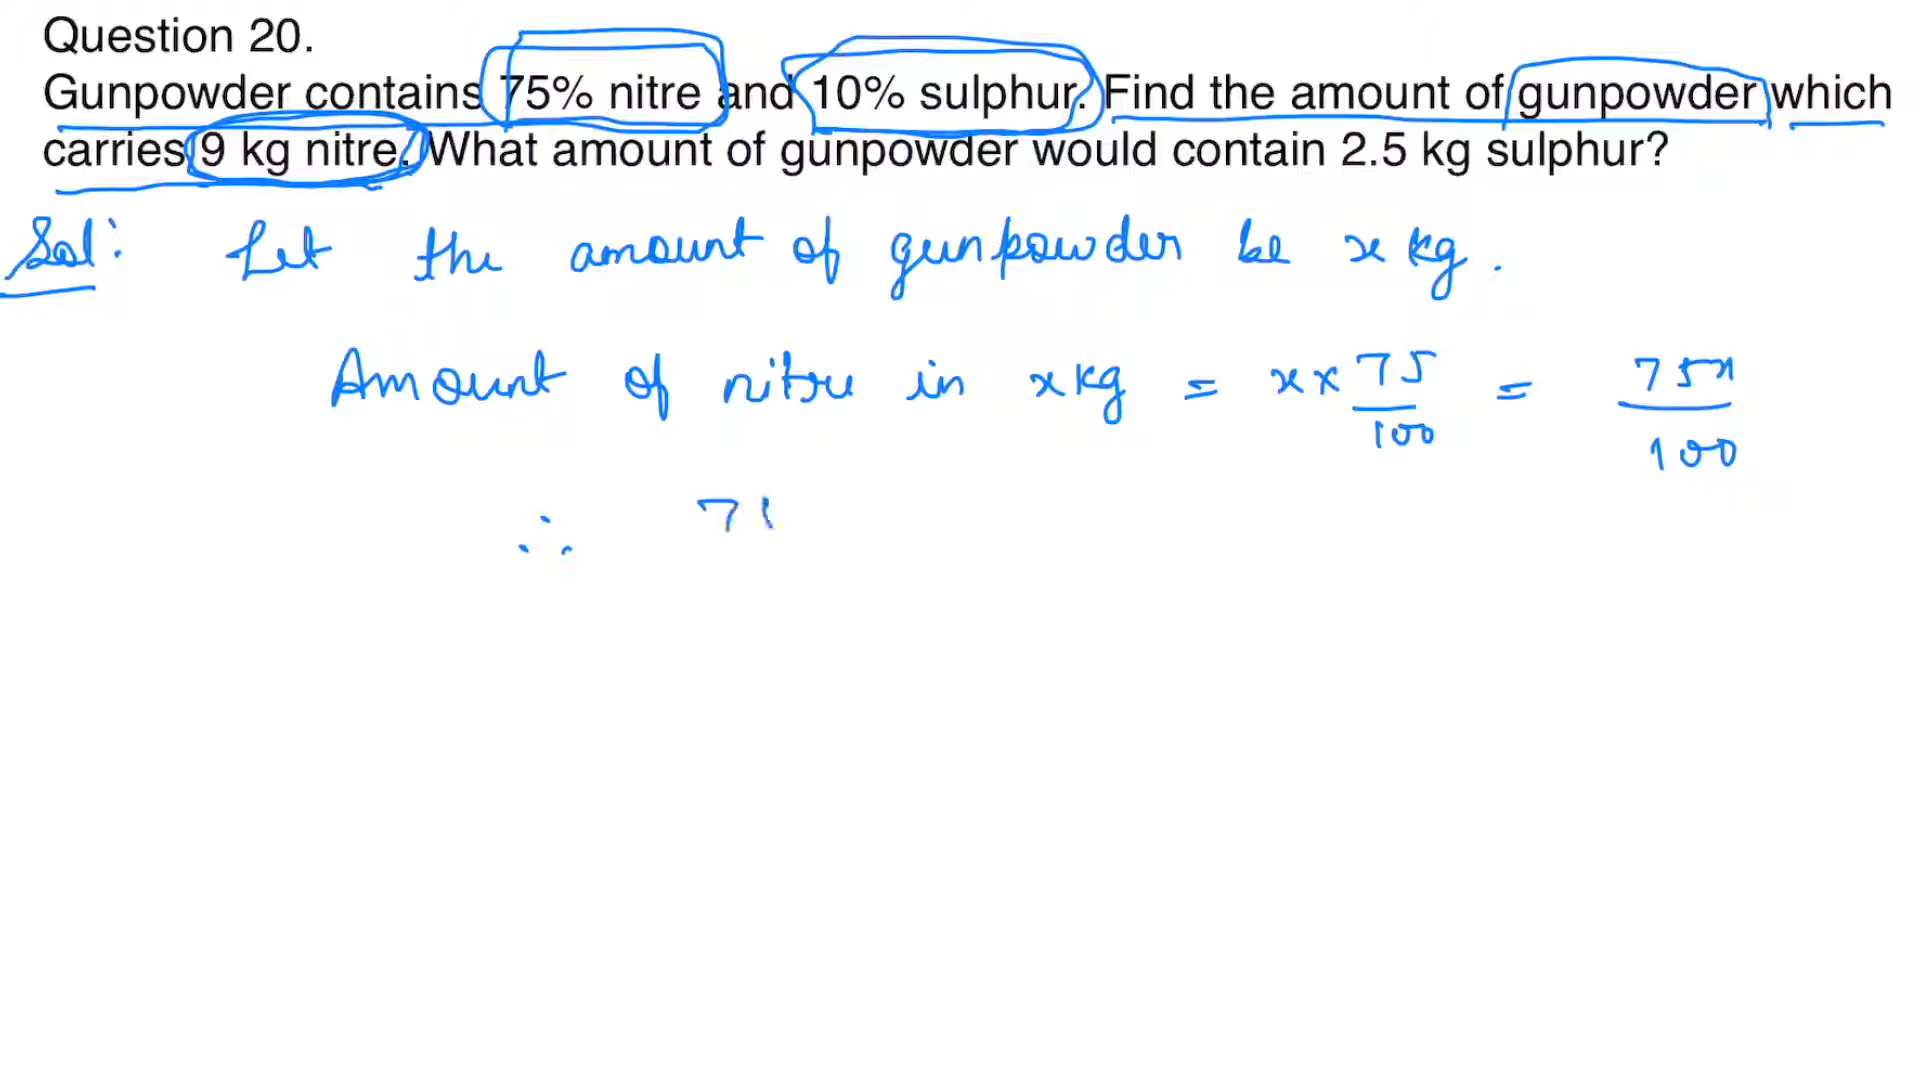 Question 20.
Gunpowder contains 75% nitre and 10% sulphur. Find the amount of gunpowder which
carries 9 kg nitre. What amount of gunpowder would contain 2.5 kg sulphur?
Sol: Let the amount of gunpowder be x kg.
Amount of nitre in x kg = x × 75/100 = 75x/100
∴ 7